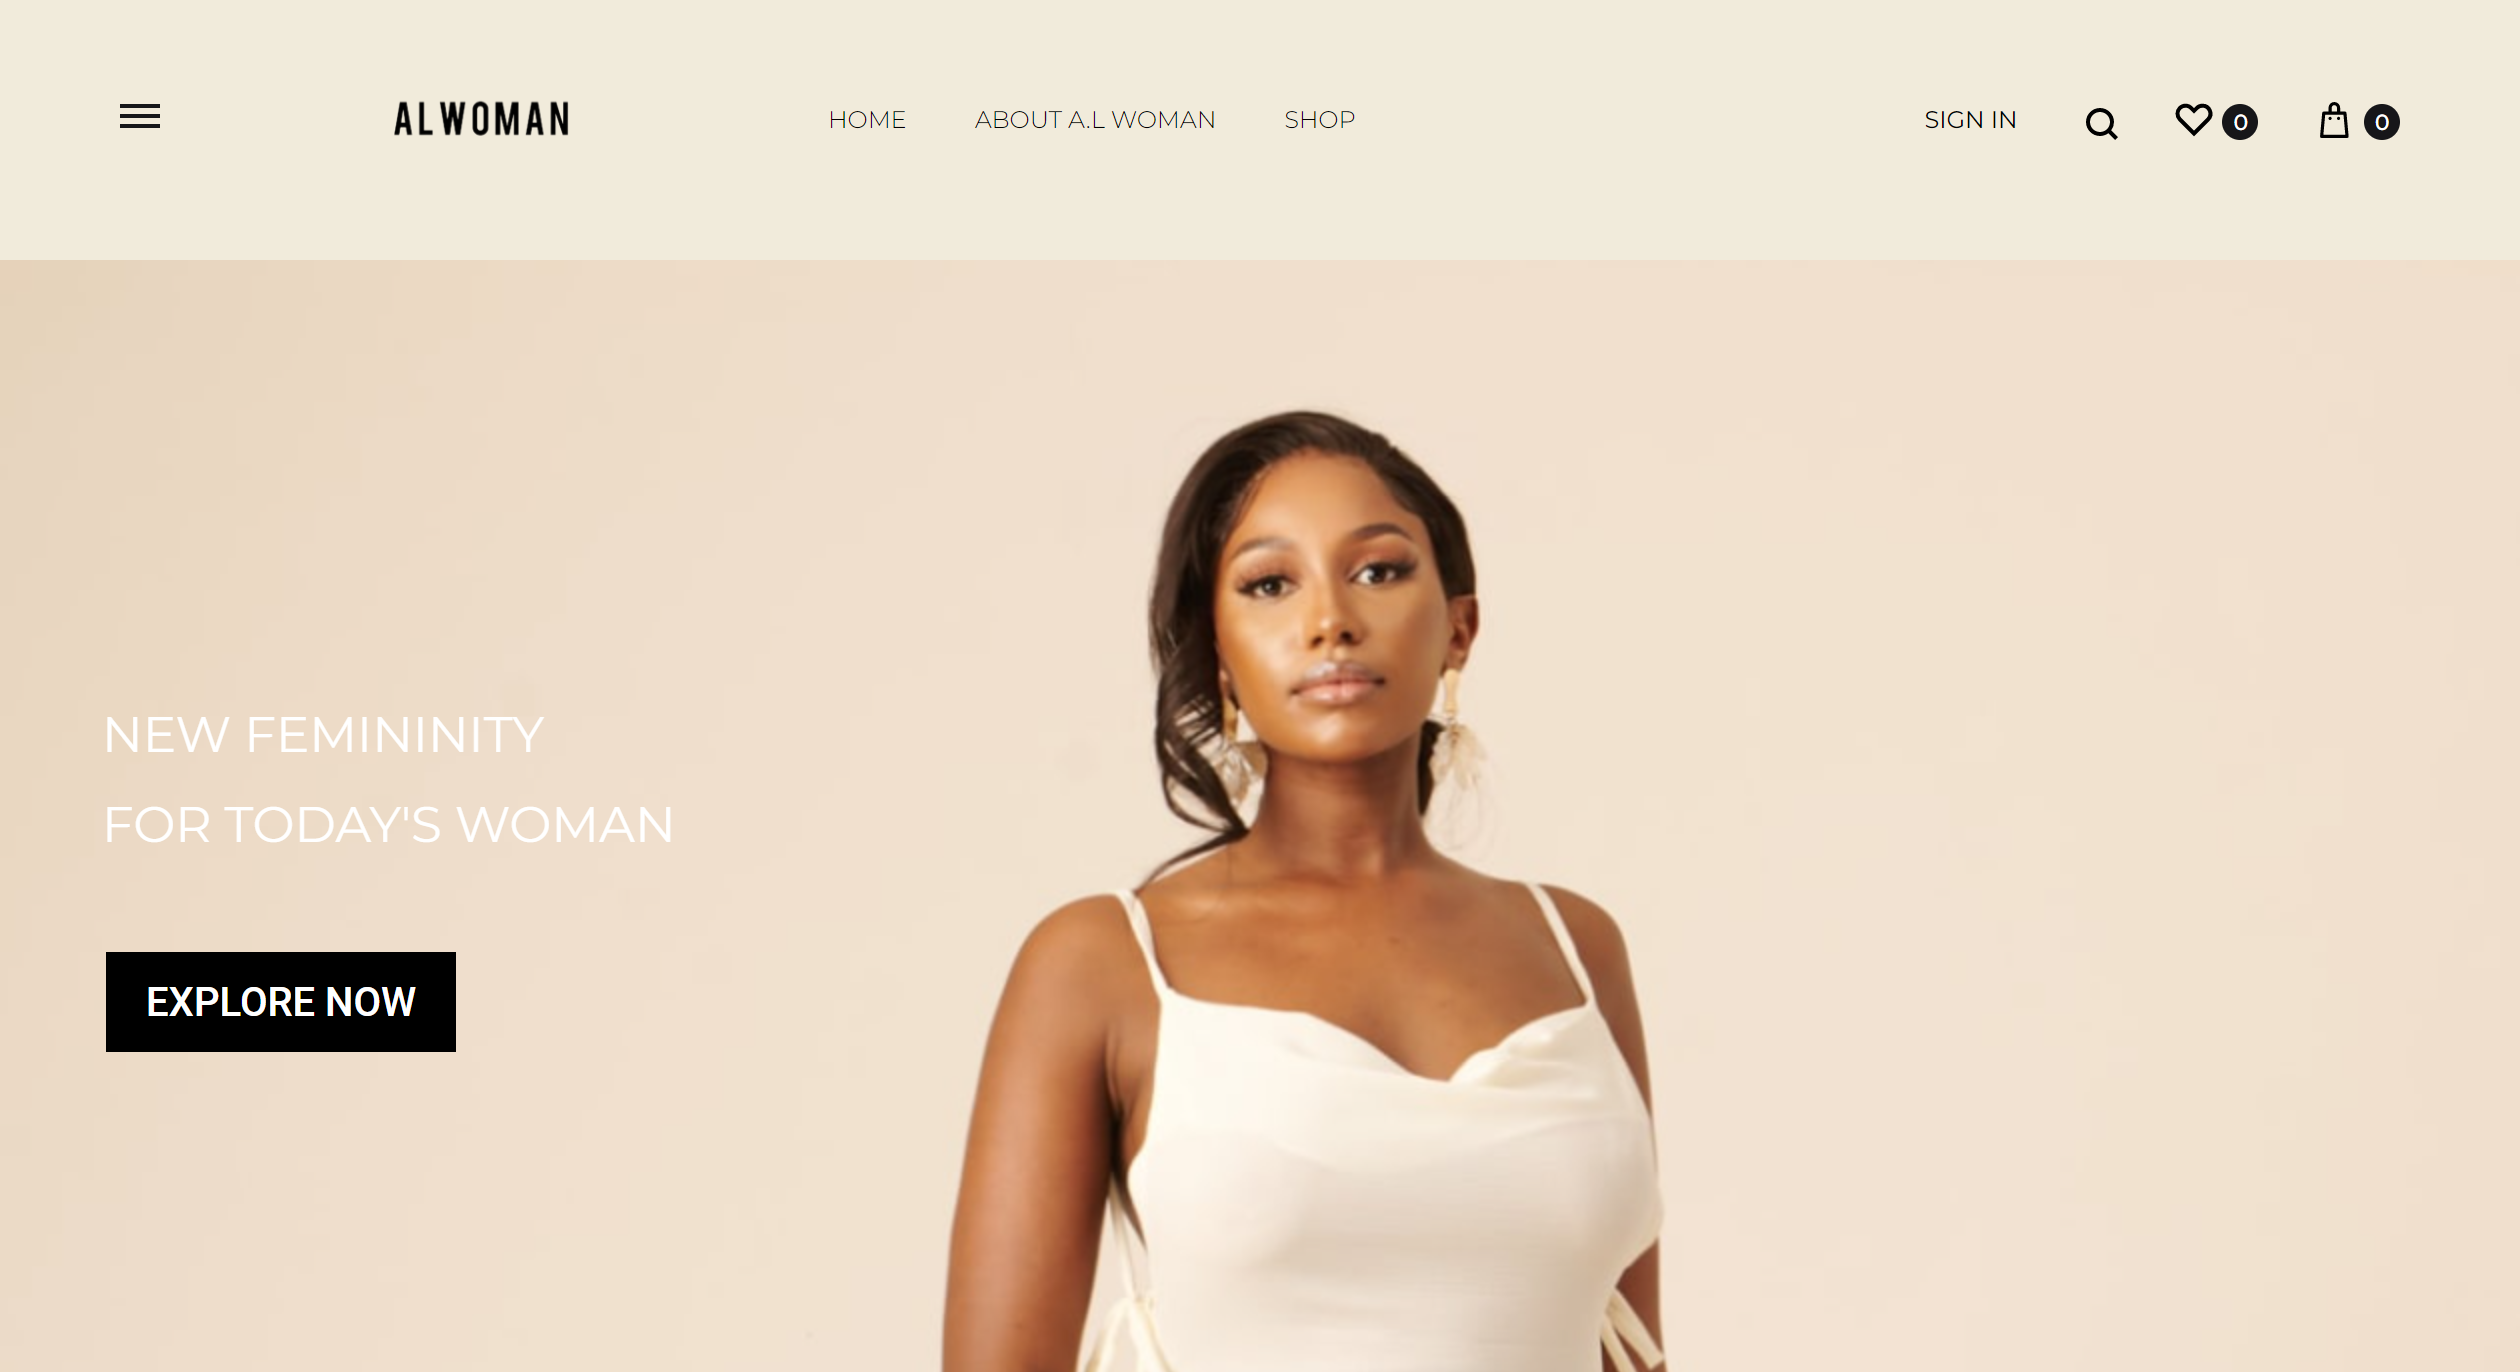 ALWOMAN
HOME ABOUT A.L WOMAN SHOP
SIGN IN 0 0
NEW FEMININITY
FOR TODAY'S WOMAN
EXPLORE NOW